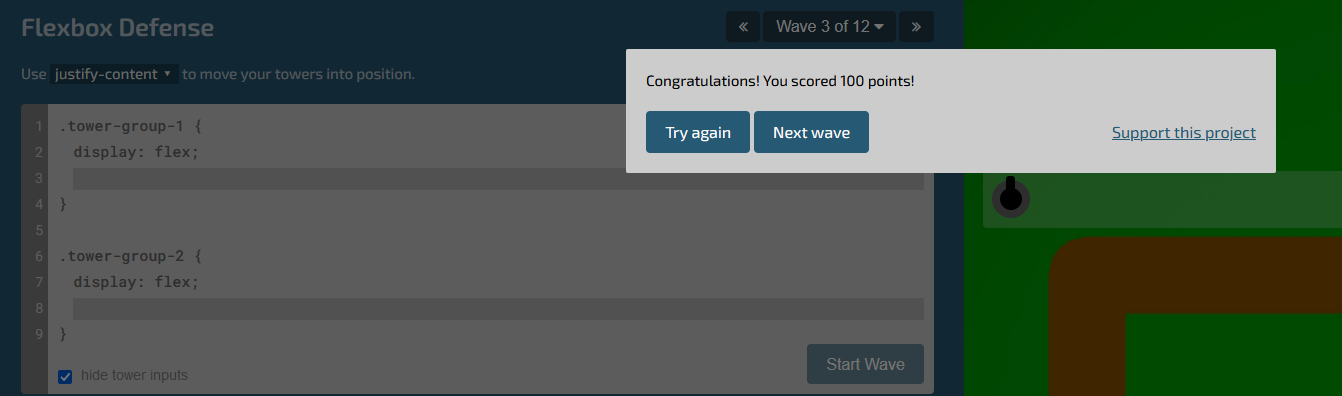 Flexbox Defense
« Wave 3 of 12 »
Use justify-content to move your towers into position.
Congratulations! You scored 100 points!
Try again Next wave Support this project
1 .tower-group-1 {
2 display: flex;
3
4 }
5
6 .tower-group-2 {
7 display: flex;
8
9 }
hide tower inputs
Start Wave